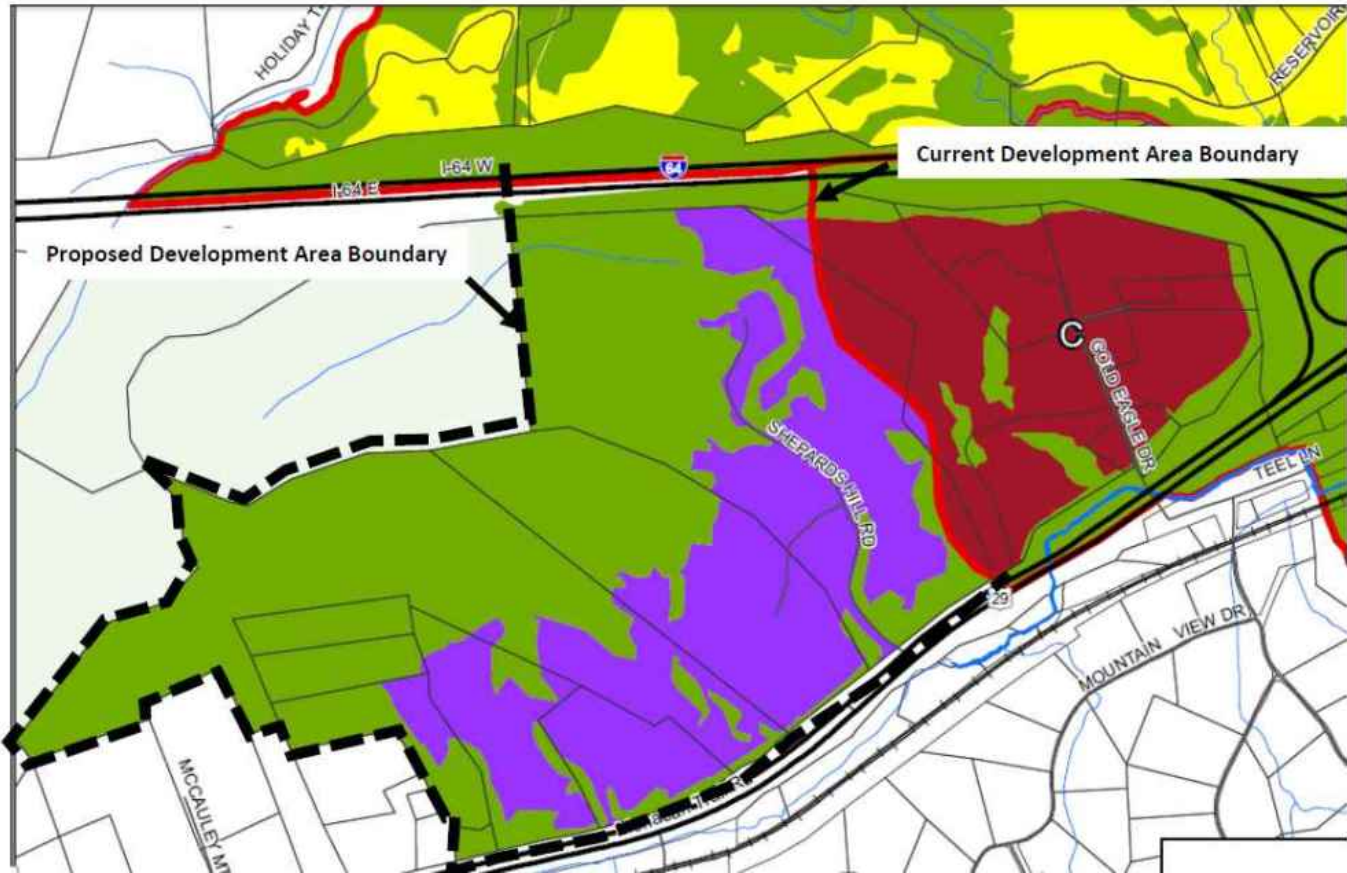 HOLIDAY
RESERVOIR
I-64 W
64
I-64 E
Current Development Area Boundary
Proposed Development Area Boundary
C
GOLD EAGLE DR
SHEPARDS HILL RD
TEEL LN
29
MOUNTAIN VIEW DR
MCCAULEY